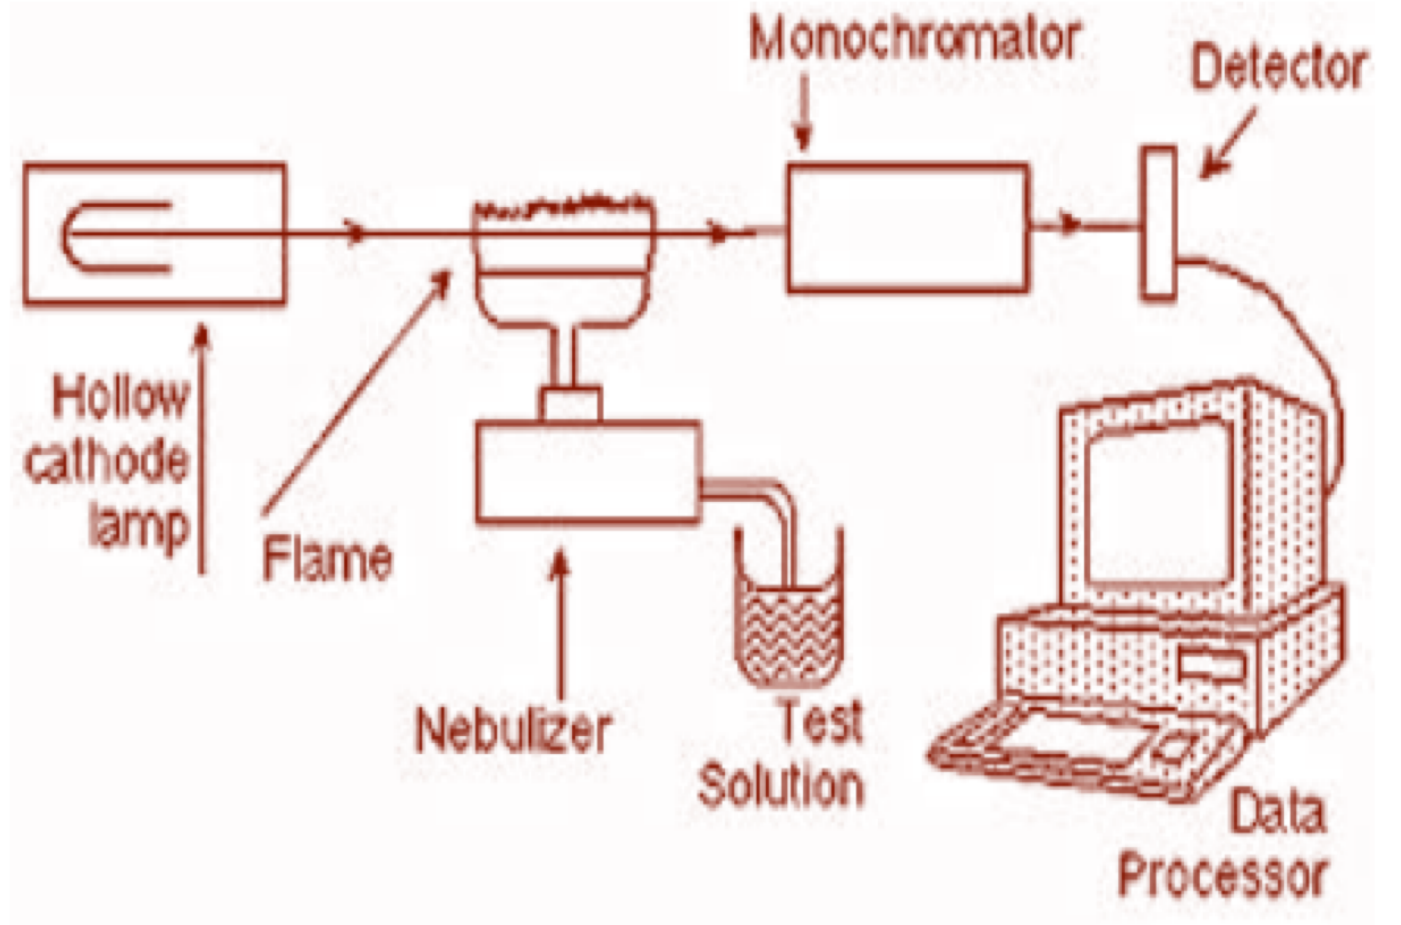 Monochromator
Detector
Hollow
cathode
lamp
Flame
Nebulizer
Test
Solution
Data
Processor